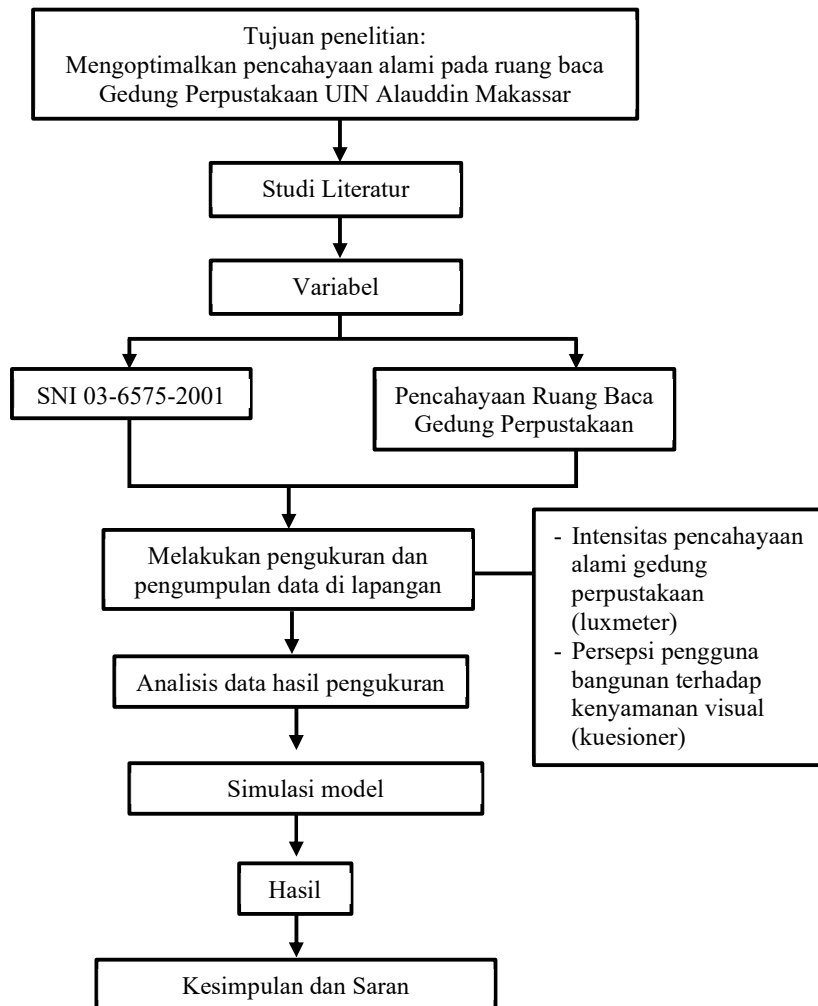 Tujuan penelitian:
Mengoptimalkan pencahayaan alami pada ruang baca
Gedung Perpustakaan UIN Alauddin Makassar
Studi Literatur
Variabel
SNI 03-6575-2001
Pencahayaan Ruang Baca
Gedung Perpustakaan
Melakukan pengukuran dan
pengumpulan data di lapangan
- Intensitas pencahayaan
alami gedung
perpustakaan
(luxmeter)
- Persepsi pengguna
bangunan terhadap
kenyamanan visual
(kuesioner)
Analisis data hasil pengukuran
Simulasi model
Hasil
Kesimpulan dan Saran